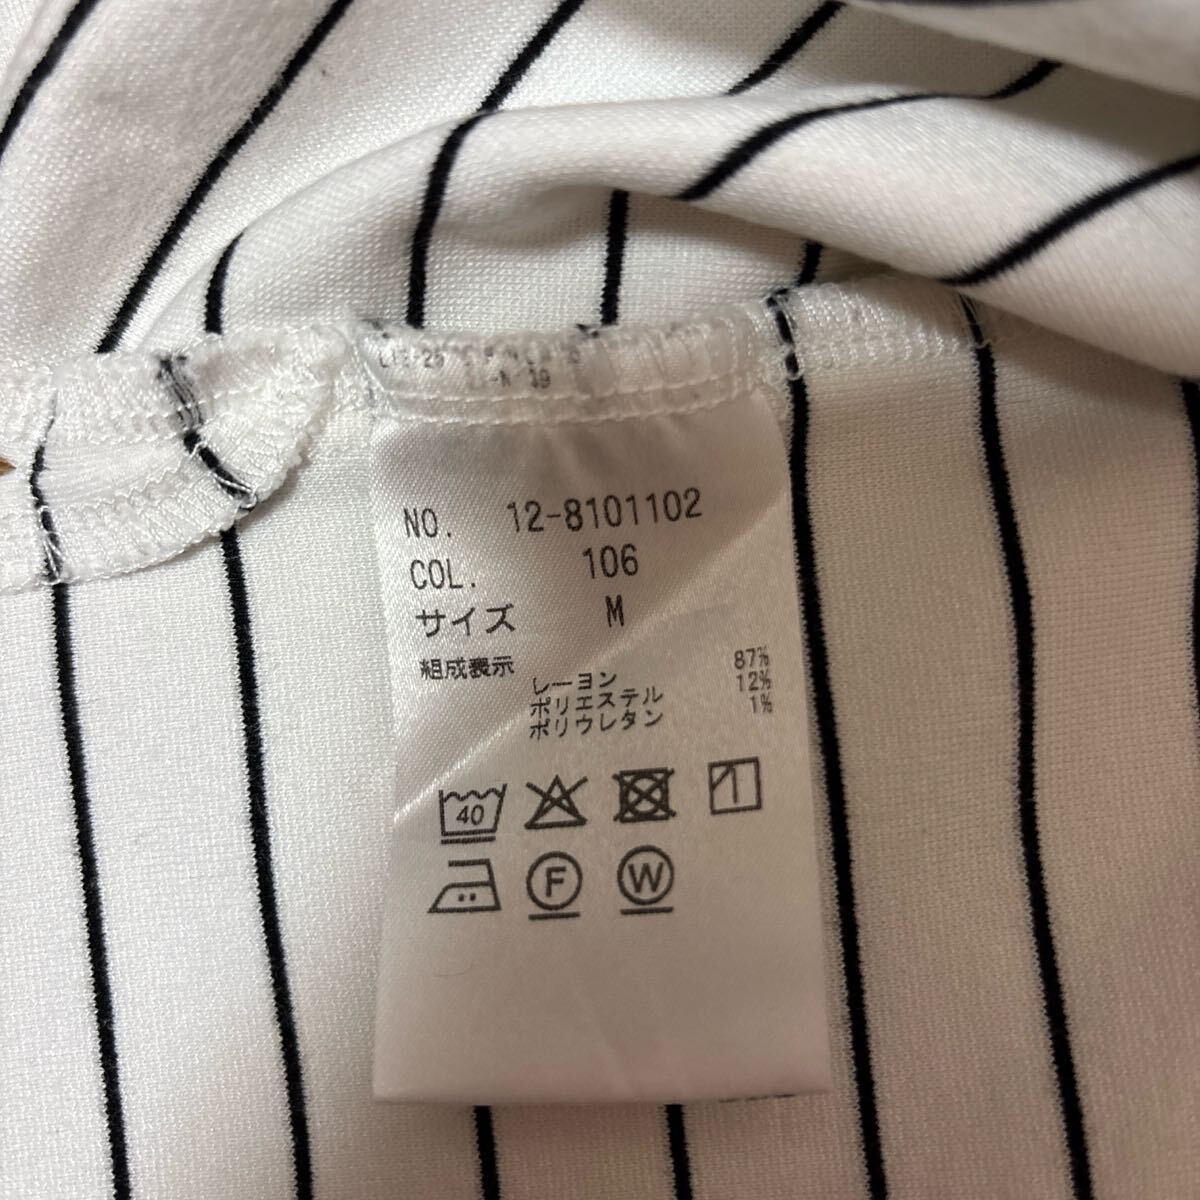 NO. 12-8101102
COL. 106
サイズ M
組成表示
レーヨン 87%
ポリエステル 12%
ポリウレタン 1%
40
F W